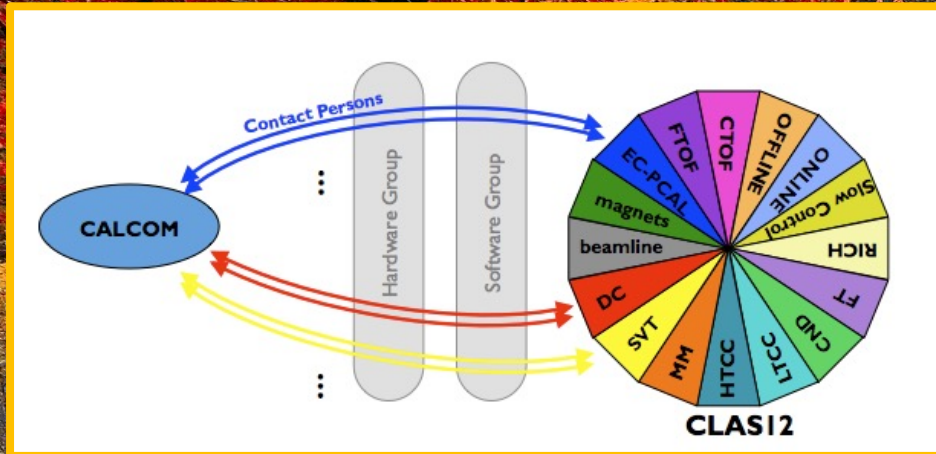 Contact Persons
CALCOM
...
...
Hardware Group
Software Group
EC-PCAL
FTOF
CTOF
OFFLINE
ONLINE
Slow Control
RICH
FT
CND
LTCC
HTCC
MM
SVT
DC
beamline
magnets
CLAS12